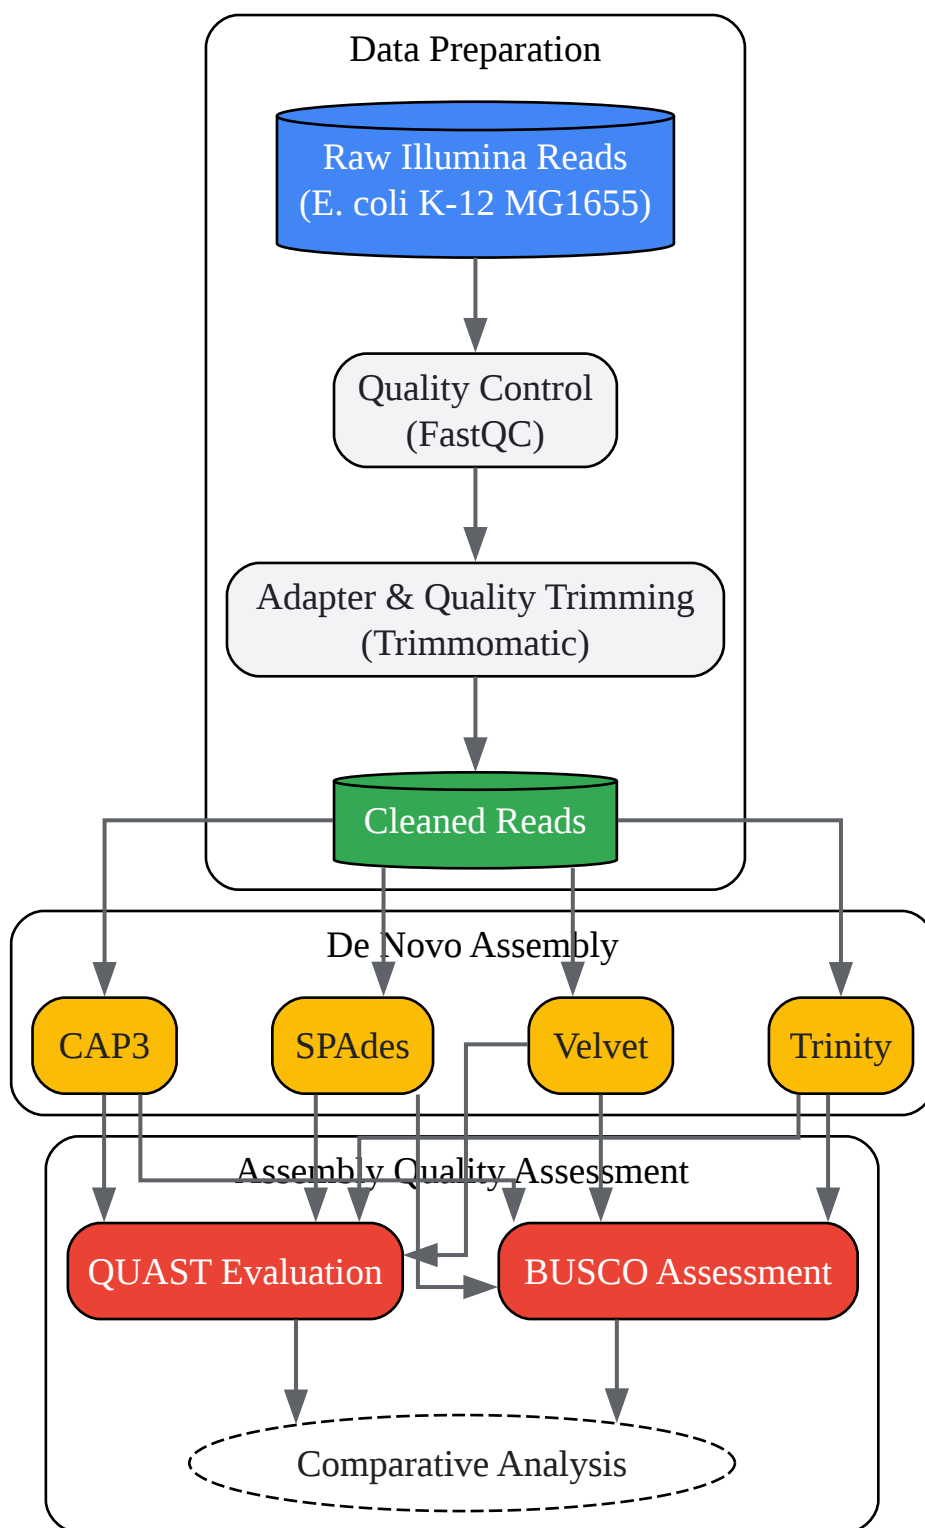 Data Preparation
Raw Illumina Reads
(E. coli K-12 MG1655)
Quality Control
(FastQC)
Adapter & Quality Trimming
(Trimmomatic)
Cleaned Reads
De Novo Assembly
CAP3
SPAdes
Velvet
Trinity
Assembly Quality Assessment
QUAST Evaluation
BUSCO Assessment
Comparative Analysis